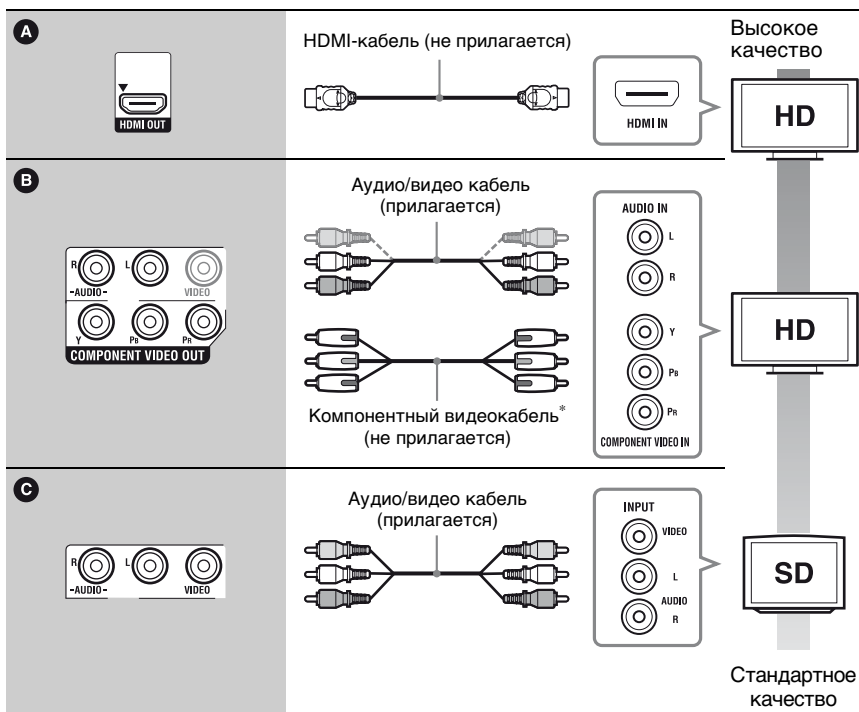 A
HDMI OUT
HDMI-кабель (не прилагается)
HDMI IN
Высокое
качество
HD
B
R
L
-AUDIO-
VIDEO
Y
PB
PR
COMPONENT VIDEO OUT
Аудио/видео кабель
(прилагается)
Компонентный видеокабель*
(не прилагается)
AUDIO IN
L
R
Y
PB
PR
COMPONENT VIDEO IN
HD
C
R
L
-AUDIO-
VIDEO
Аудио/видео кабель
(прилагается)
INPUT
VIDEO
L
AUDIO
R
SD
Стандартное
качество